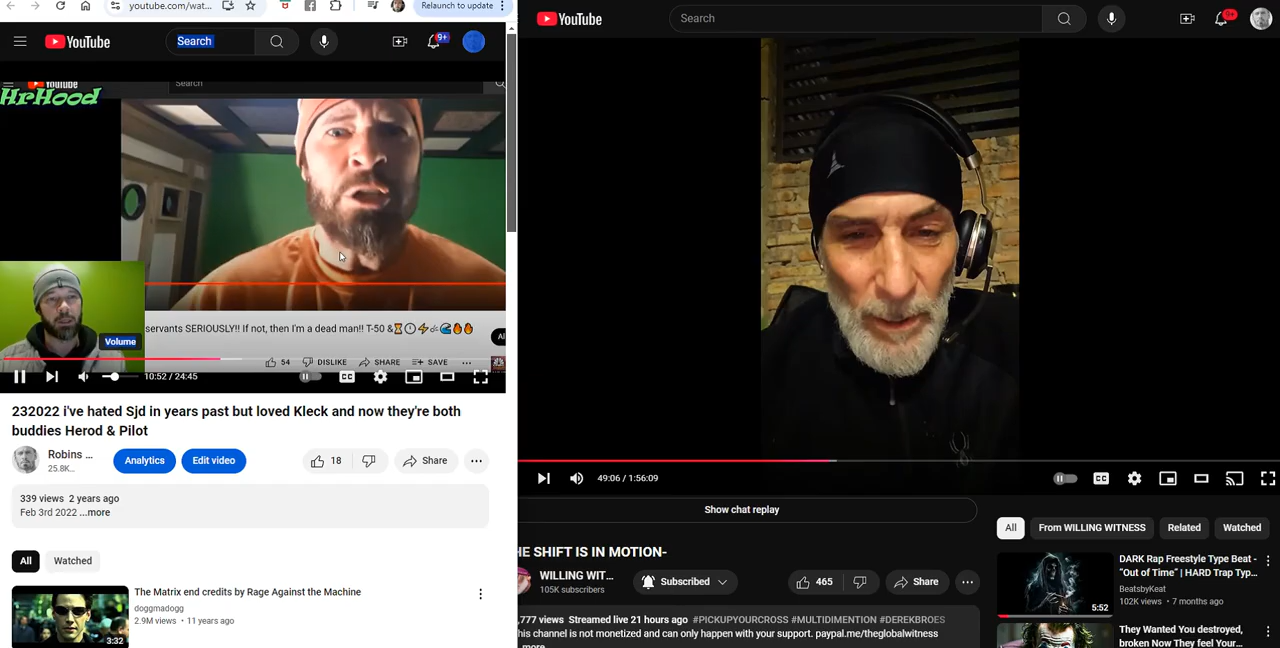 youtube.com/wat...
Relaunch to update
YouTube
Search
9+
YouTube
Search
HrHood
servants SERIOUSLY!! If not, then I'm a dead man!! T-50 &⏳🕛⚡☄🌊🔥🔥
Al
Volume
54
DISLIKE
SHARE
SAVE
10:52 / 24:45
CC
232022 i've hated Sjd in years past but loved Kleck and now they're both
buddies Herod & Pilot
Robins ...
25.8K...
Analytics
Edit video
18
Share
339 views 2 years ago
Feb 3rd 2022 ...more
All
Watched
The Matrix end credits by Rage Against the Machine
doggmadogg
2.9M views • 11 years ago
3:32
YouTube
Search
9+
49:06 / 1:56:09
CC
Show chat replay
HE SHIFT IS IN MOTION-
WILLING WIT...
105K subscribers
Subscribed
465
Share
,777 views Streamed live 21 hours ago #PICKUPYOURCROSS #MULTIDIMENTION #DEREKBROES
his channel is not monetized and can only happen with your support. paypal.me/theglobalwitness
more
All
From WILLING WITNESS
Related
Watched
DARK Rap Freestyle Type Beat -
"Out of Time" | HARD Trap Typ...
BeatsbyKeat
102K views • 7 months ago
5:52
They Wanted You destroyed,
broken Now They feel Your...